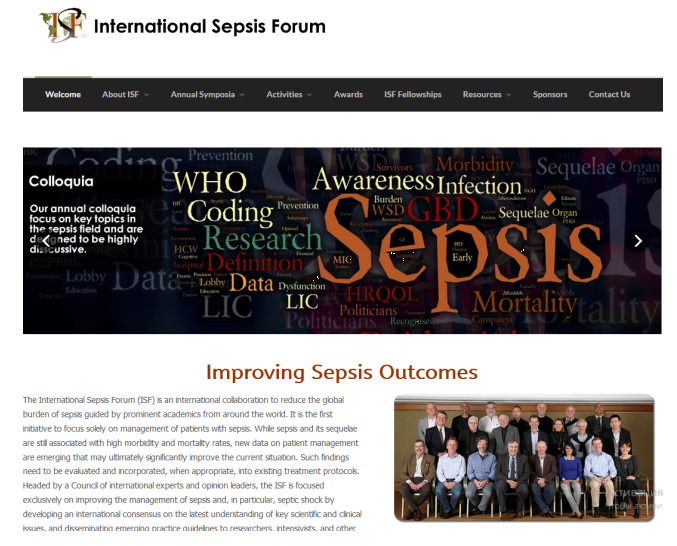 ISF International Sepsis Forum
Welcome About ISF Annual Symposia Activities Awards ISF Fellowships Resources Sponsors Contact Us
Colloquia
Our annual colloquia
focus on key topics in
the sepsis field and are
designed to be highly
discussive.
Coding Prevention Survivors Morbidity Sequelae Organ
PTSD
WHO Awareness Infection
Coding Prevention Burden WSD GBD Sequelae Organ
Research Sepsis
HCW Definition MIC Early
Lobby Data Dysfunction
Lobby Data LIC HRQOL Mortality
Education LIC Politicians Campaign
Politicians Recognise
Improving Sepsis Outcomes
The International Sepsis Forum (ISF) is an international collaboration to reduce the global
burden of sepsis guided by prominent academics from around the world. It is the first
initiative to focus solely on management of patients with sepsis. While sepsis and its sequelae
are still associated with high morbidity and mortality rates, new data on patient management
are emerging that may ultimately significantly improve the current situation. Such findings
need to be evaluated and incorporated, when appropriate, into existing treatment protocols.
Headed by a Council of international experts and opinion leaders, the ISF is focused
exclusively on improving the management of sepsis and, in particular, septic shock by
developing an international consensus on the latest understanding of key scientific and clinical
issues, and disseminating emerging practice guidelines to researchers, intensivists, and other